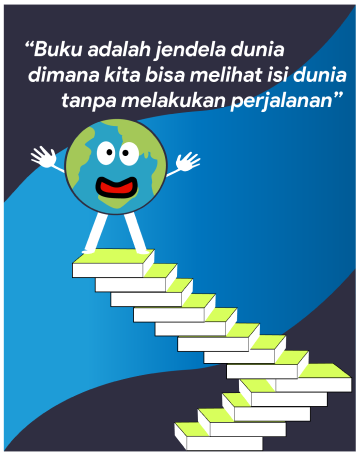 “Buku adalah jendela dunia
dimana kita bisa melihat isi dunia
tanpa melakukan perjalanan”